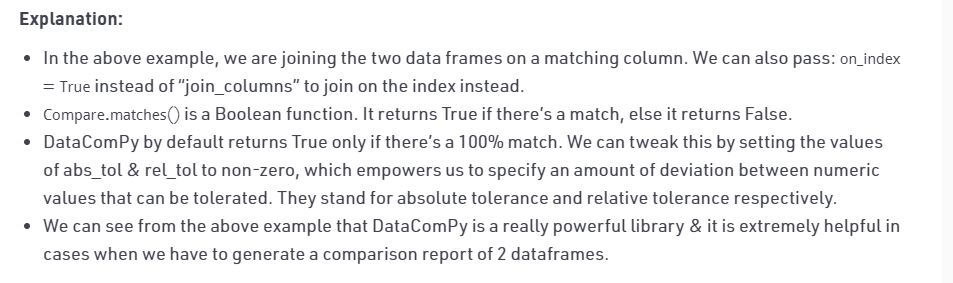 Explanation:
• In the above example, we are joining the two data frames on a matching column. We can also pass: on_index
= True instead of “join_columns” to join on the index instead.
• Compare.matches() is a Boolean function. It returns True if there’s a match, else it returns False.
• DataComPy by default returns True only if there’s a 100% match. We can tweak this by setting the values
of abs_tol & rel_tol to non-zero, which empowers us to specify an amount of deviation between numeric
values that can be tolerated. They stand for absolute tolerance and relative tolerance respectively.
• We can see from the above example that DataComPy is a really powerful library & it is extremely helpful in
cases when we have to generate a comparison report of 2 dataframes.